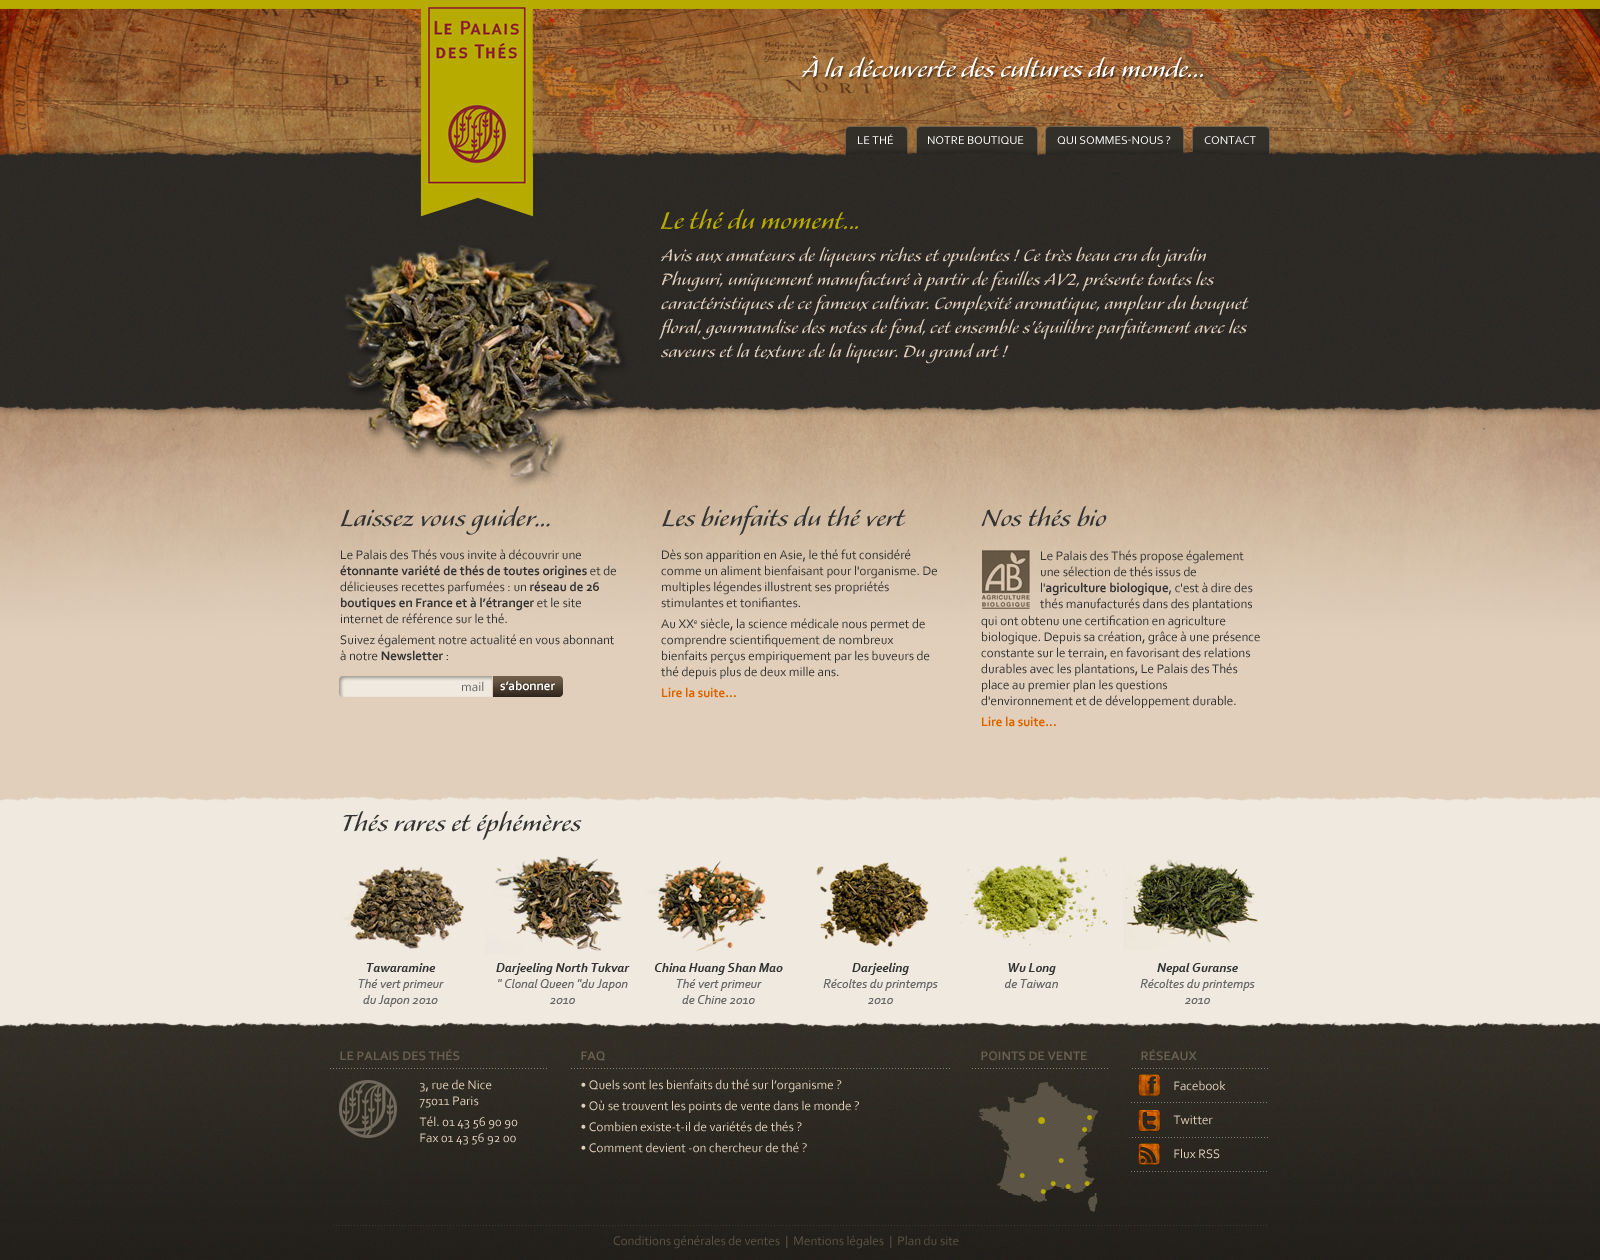 LE PALAIS
DES THÉS
À la découverte des cultures du monde...
LE THÉ
NOTRE BOUTIQUE
QUI SOMMES-NOUS ?
CONTACT
Le thé du moment...
Avis aux amateurs de liqueurs riches et opulentes ! Ce très beau cru du jardin
Phuguri, uniquement manufacturé à partir de feuilles AV2, présente toutes les
caractéristiques de ce fameux cultivar. Complexité aromatique, ampleur du bouquet
floral, gourmandise des notes de fond, cet ensemble s'équilibre parfaitement avec les
saveurs et la texture de la liqueur. Du grand art !
Laissez vous guider...
Le Palais des Thés vous invite à découvrir une
étonnante variété de thés de toutes origines et de
délicieuses recettes parfumées : un réseau de 26
boutiques en France et à l'étranger et le site
internet de référence sur le thé.
Suivez également notre actualité en vous abonnant
à notre Newsletter :
mail
s'abonner
Les bienfaits du thé vert
Dès son apparition en Asie, le thé fut considéré
comme un aliment bienfaisant pour l'organisme. De
multiples légendes illustrent ses propriétés
stimulantes et tonifiantes.
Au XXe siècle, la science médicale nous permet de
comprendre scientifiquement de nombreux
bienfaits perçus empiriquement par les buveurs de
thé depuis plus de deux mille ans.
Lire la suite...
Nos thés bio
AB
AGRICULTURE
BIOLOGIQUE
Le Palais des Thés propose également
une sélection de thés issus de
l'agriculture biologique, c'est à dire des
thés manufacturés dans des plantations
qui ont obtenu une certification en agriculture
biologique. Depuis sa création, grâce à une présence
constante sur le terrain, en favorisant des relations
durables avec les plantations, Le Palais des Thés
place au premier plan les questions
d'environnement et de développement durable.
Lire la suite...
Thés rares et éphémères
Tawaramine
Thé vert primeur
du Japon 2010
Darjeeling North Tukvar
" Clonal Queen "du Japon
2010
China Huang Shan Mao
Thé vert primeur
de Chine 2010
Darjeeling
Récoltes du printemps
2010
Wu Long
de Taiwan
Nepal Guranse
Récoltes du printemps
2010
LE PALAIS DES THÉS
3, rue de Nice
75011 Paris
Tél. 01 43 56 90 90
Fax 01 43 56 92 00
FAQ
• Quels sont les bienfaits du thé sur l'organisme ?
• Où se trouvent les points de vente dans le monde ?
• Combien existe-t-il de variétés de thés ?
• Comment devient -on chercheur de thé ?
POINTS DE VENTE
RÉSEAUX
Facebook
Twitter
Flux RSS
Conditions générales de ventes | Mentions légales | Plan du site